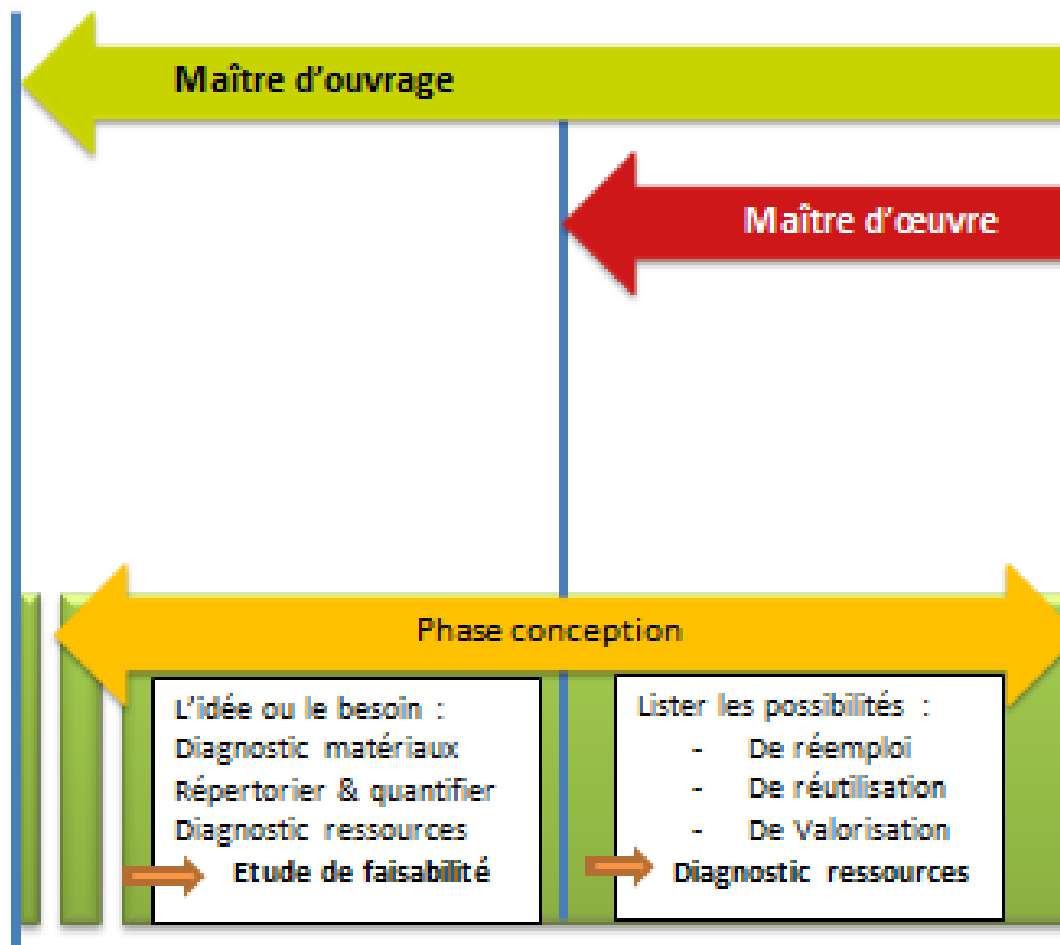 Maître d'ouvrage
Maître d'œuvre
Phase conception
L'idée ou le besoin :
Diagnostic matériaux
Répertorier & quantifier
Diagnostic ressources
Etude de faisabilité
Lister les possibilités :
- De réemploi
- De réutilisation
- De Valorisation
Diagnostic ressources